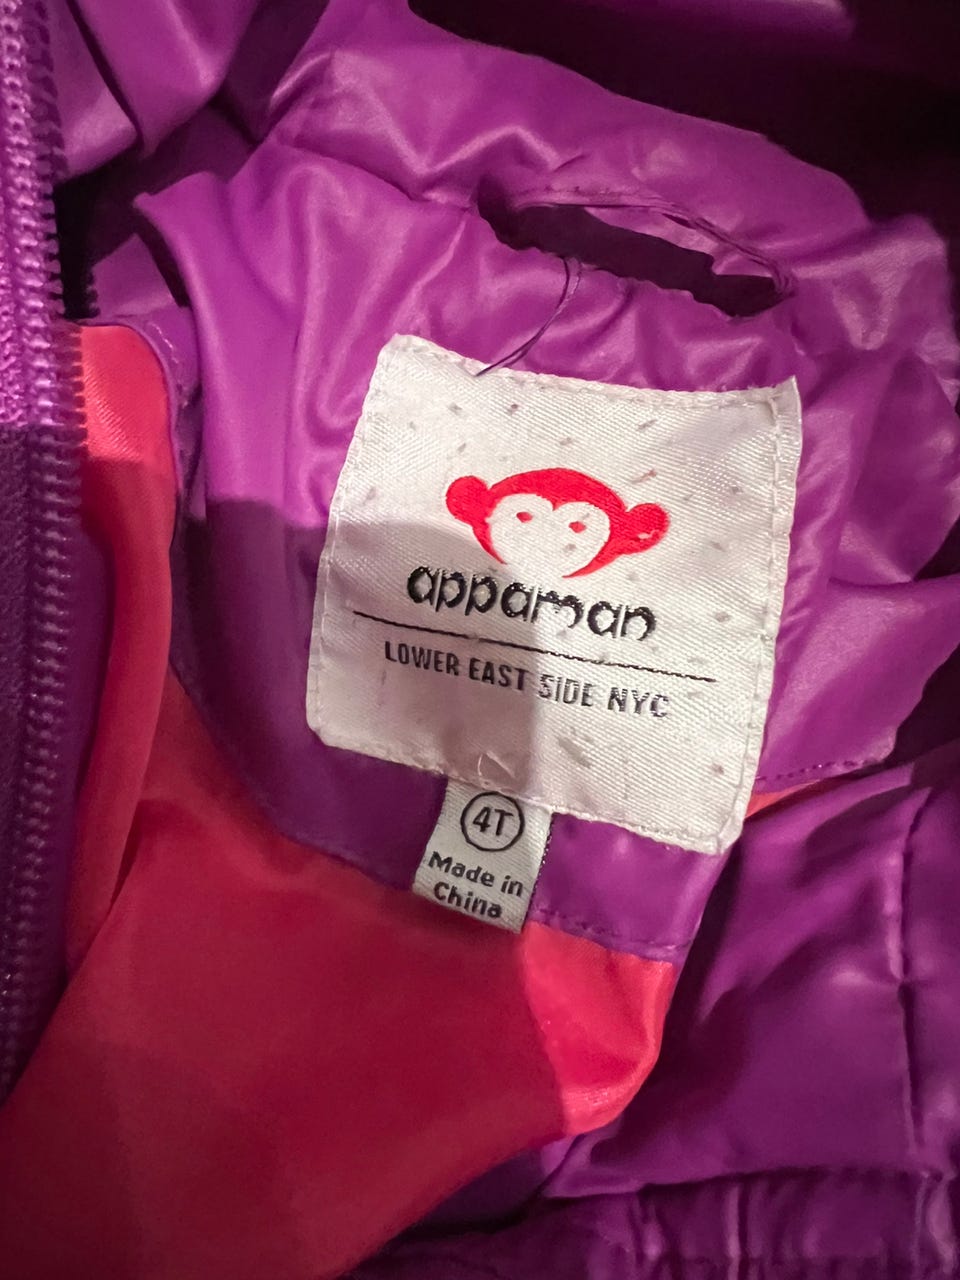 appaman
LOWER EAST SIDE NYC
4T
Made in
China